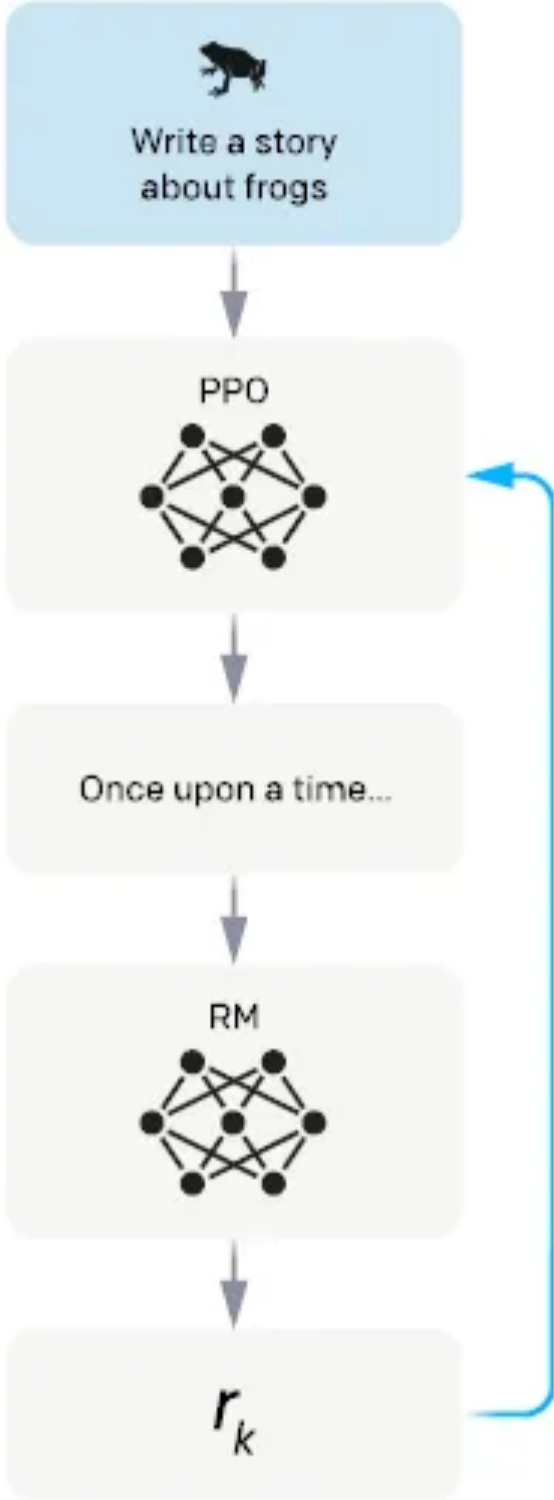 Write a story
about frogs
PPO
Once upon a time...
RM
r_k